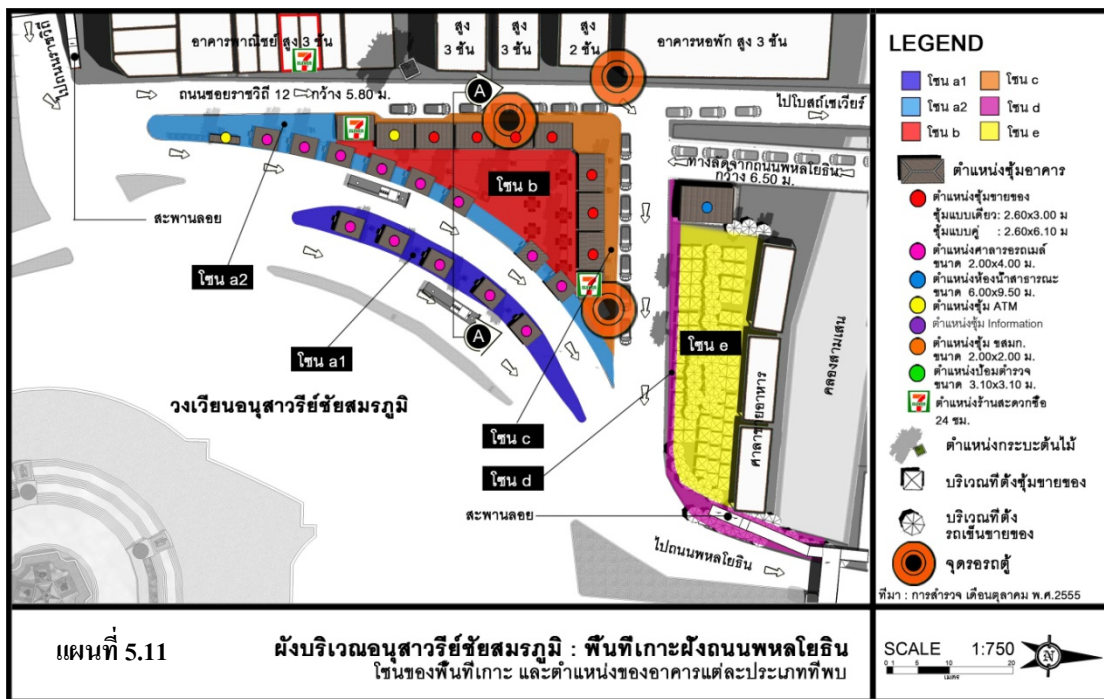 ไปถนนราชวิถี
อาคารพาณิชย์ สูง 3 ชั้น
สูง
3 ชั้น
สูง
3 ชั้น
สูง
2 ชั้น
อาคารหอพัก สูง 3 ชั้น
ถนนซอยราชวิถี 12 กว้าง 5.80 ม.
A
ไปโบสถ์เซเวียร์
ทางลัดจากถนนพหลโยธิน
กว้าง 6.50 ม.
สะพานลอย
โซน b
โซน a2
โซน a1
A
โซน e
ศาลาขายอาหาร
คลองสามเสน
วงเวียนอนุสาวรีย์ชัยสมรภูมิ
โซน c
โซน d
สะพานลอย
ไปถนนพหลโยธิน
LEGEND
โซน a1
โซน c
โซน a2
โซน d
โซน b
โซน e
ตำแหน่งซุ้มอาคาร
ตำแหน่งซุ้มขายของ
ซุ้มแบบเดี่ยว: 2.60x3.00 ม
ซุ้มแบบคู่ : 2.60x6.10 ม
ตำแหน่งศาลารอรถเมล์
ขนาด 2.00x4.00 ม.
ตำแหน่งห้องน้ำสาธารณะ
ขนาด 6.00x9.50 ม.
ตำแหน่งซุ้ม ATM
ตำแหน่งซุ้ม Information
ตำแหน่งซุ้ม ขสมก.
ขนาด 2.00x2.00 ม.
ตำแหน่งป้อมตำรวจ
ขนาด 3.10x3.10 ม.
ตำแหน่งร้านสะดวกซื้อ
24 ชม.
ตำแหน่งกระบะต้นไม้
บริเวณที่ตั้งซุ้มขายของ
บริเวณที่ตั้ง
รถเข็นขายของ
จุดรอรถตู้
ที่มา : การสำรวจ เดือนตุลาคม พ.ศ.2555
แผนที่ 5.11
ผังบริเวณอนุสาวรีย์ชัยสมรภูมิ : พื้นที่เกาะฝั่งถนนพหลโยธิน
โซนของพื้นที่เกาะ และตำแหน่งของอาคารแต่ละประเภทที่พบ
SCALE 1:750
0 1 5 10 20
เมตร
N